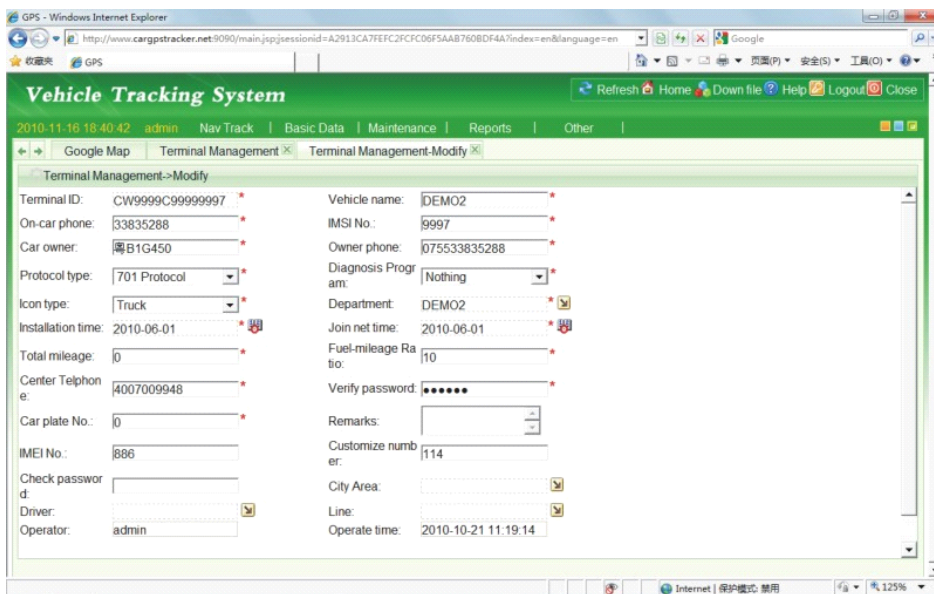 GPS - Windows Internet Explorer
http://www.cargpstracker.net:9090/main.jsp;jsessionid=A2913CA7FEFC2FCFC06F5AAB760BDF4A?index=en&language=en
Google
收藏夹 GPS 页面(P) 安全(S) 工具(O)
Vehicle Tracking System
Refresh Home Down file Help Logout Close
2010-11-16 18:40:42 admin Nav Track | Basic Data | Maintenance | Reports | Other |
Google Map Terminal Management Terminal Management-Modify
Terminal Management->Modify
Terminal ID: CW9999C99999997 * Vehicle name: DEMO2 *
On-car phone: 33835288 * IMSI No.: 9997 *
Car owner: 粤B1G450 * Owner phone: 075533835288 *
Protocol type: 701 Protocol * Diagnosis Progr
am: Nothing *
Icon type: Truck * Department: DEMO2 *
Installation time: 2010-06-01 * Join net time: 2010-06-01 *
Total mileage: 0 * Fuel-mileage Ra
tio: 10 *
Center Telphon
e: 4007009948 * Verify password: ●●●●●● *
Car plate No.: 0 * Remarks:
IMEI No.: 886 Customize numb
er: 114
Check passwor
d: City Area:
Driver: Line:
Operator: admin Operate time: 2010-10-21 11:19:14
Internet | 保护模式: 禁用 125%